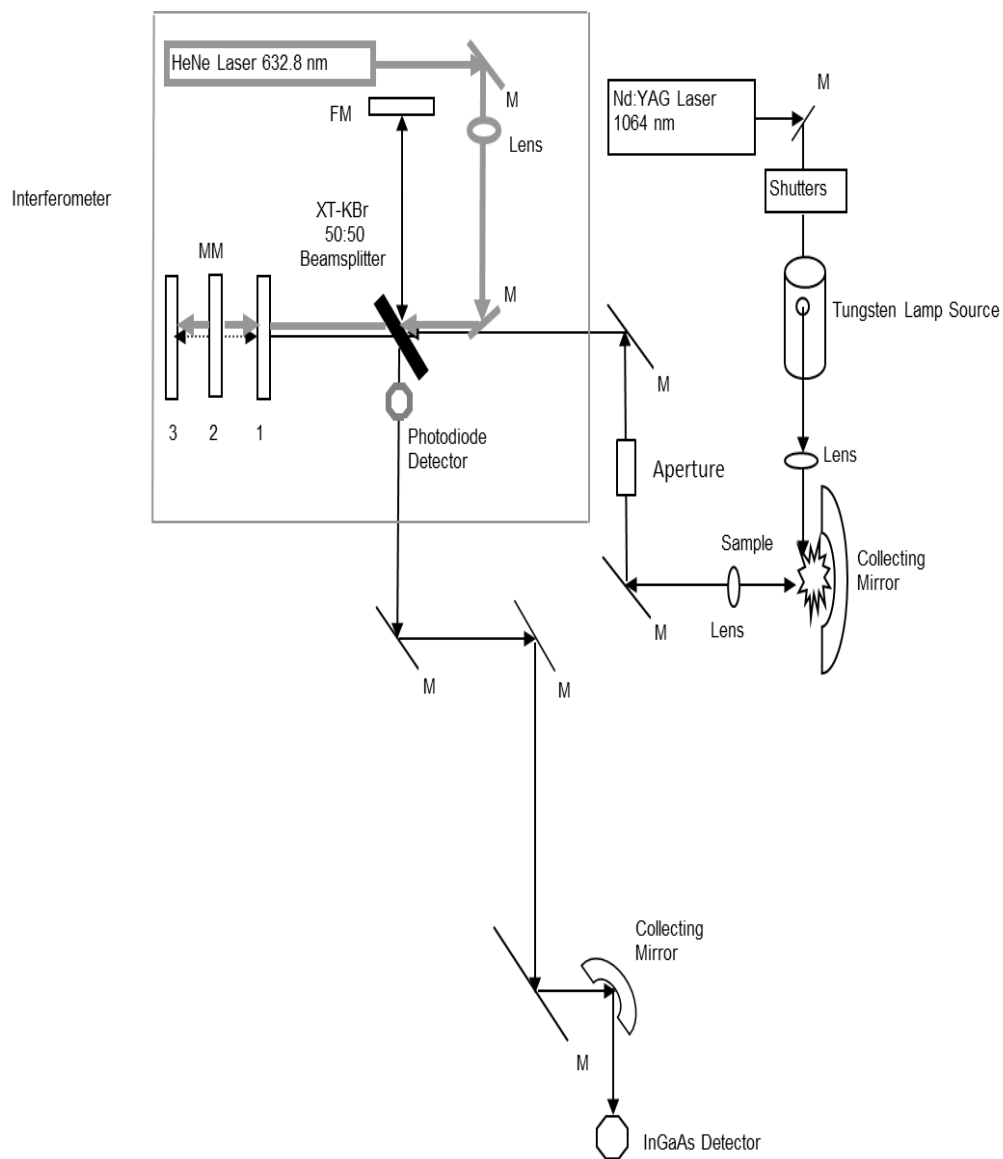 HeNe Laser 632.8 nm
M
Lens
FM
Interferometer
XT-KBr
50:50
Beamsplitter
MM
M
3 2 1
Photodiode
Detector
Nd:YAG Laser
1064 nm
M
Shutters
Tungsten Lamp Source
M
Lens
Aperture
Sample
Collecting
Mirror
Lens
M
M
M
Collecting
Mirror
M
InGaAs Detector